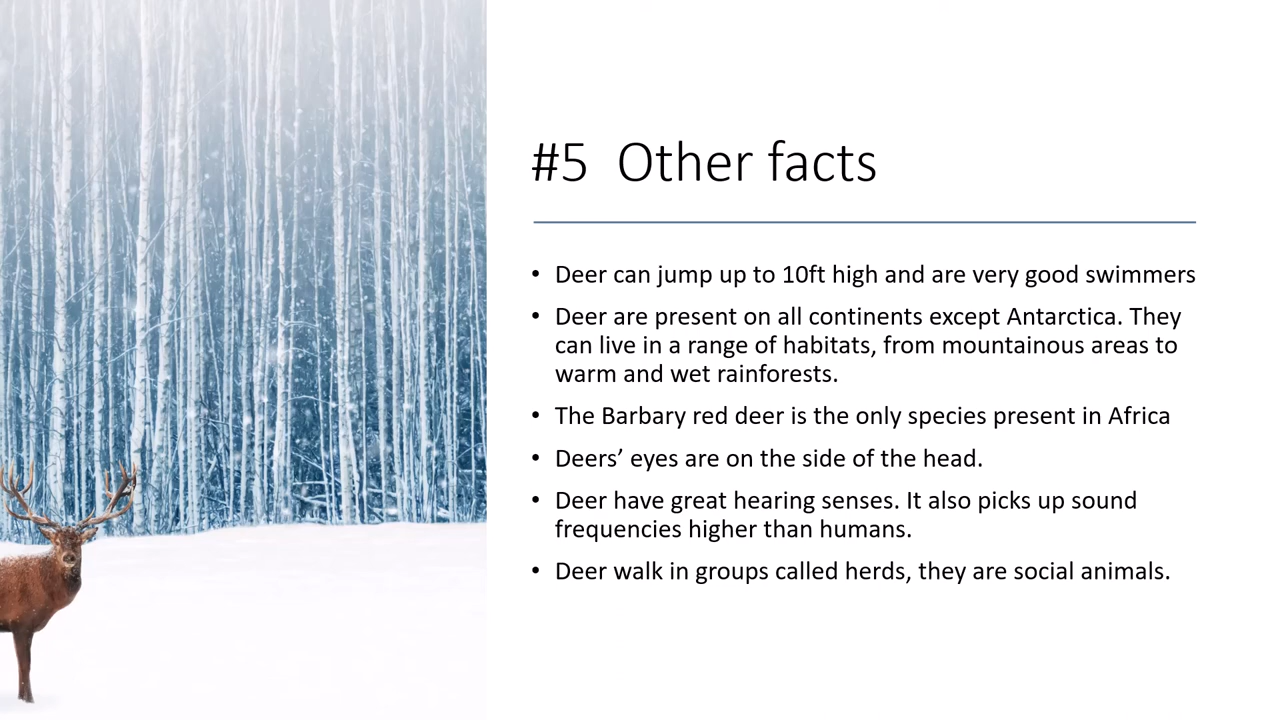 #5  Other facts
• Deer can jump up to 10ft high and are very good swimmers
• Deer are present on all continents except Antarctica. They
can live in a range of habitats, from mountainous areas to
warm and wet rainforests.
• The Barbary red deer is the only species present in Africa
• Deers’ eyes are on the side of the head.
• Deer have great hearing senses. It also picks up sound
frequencies higher than humans.
• Deer walk in groups called herds, they are social animals.